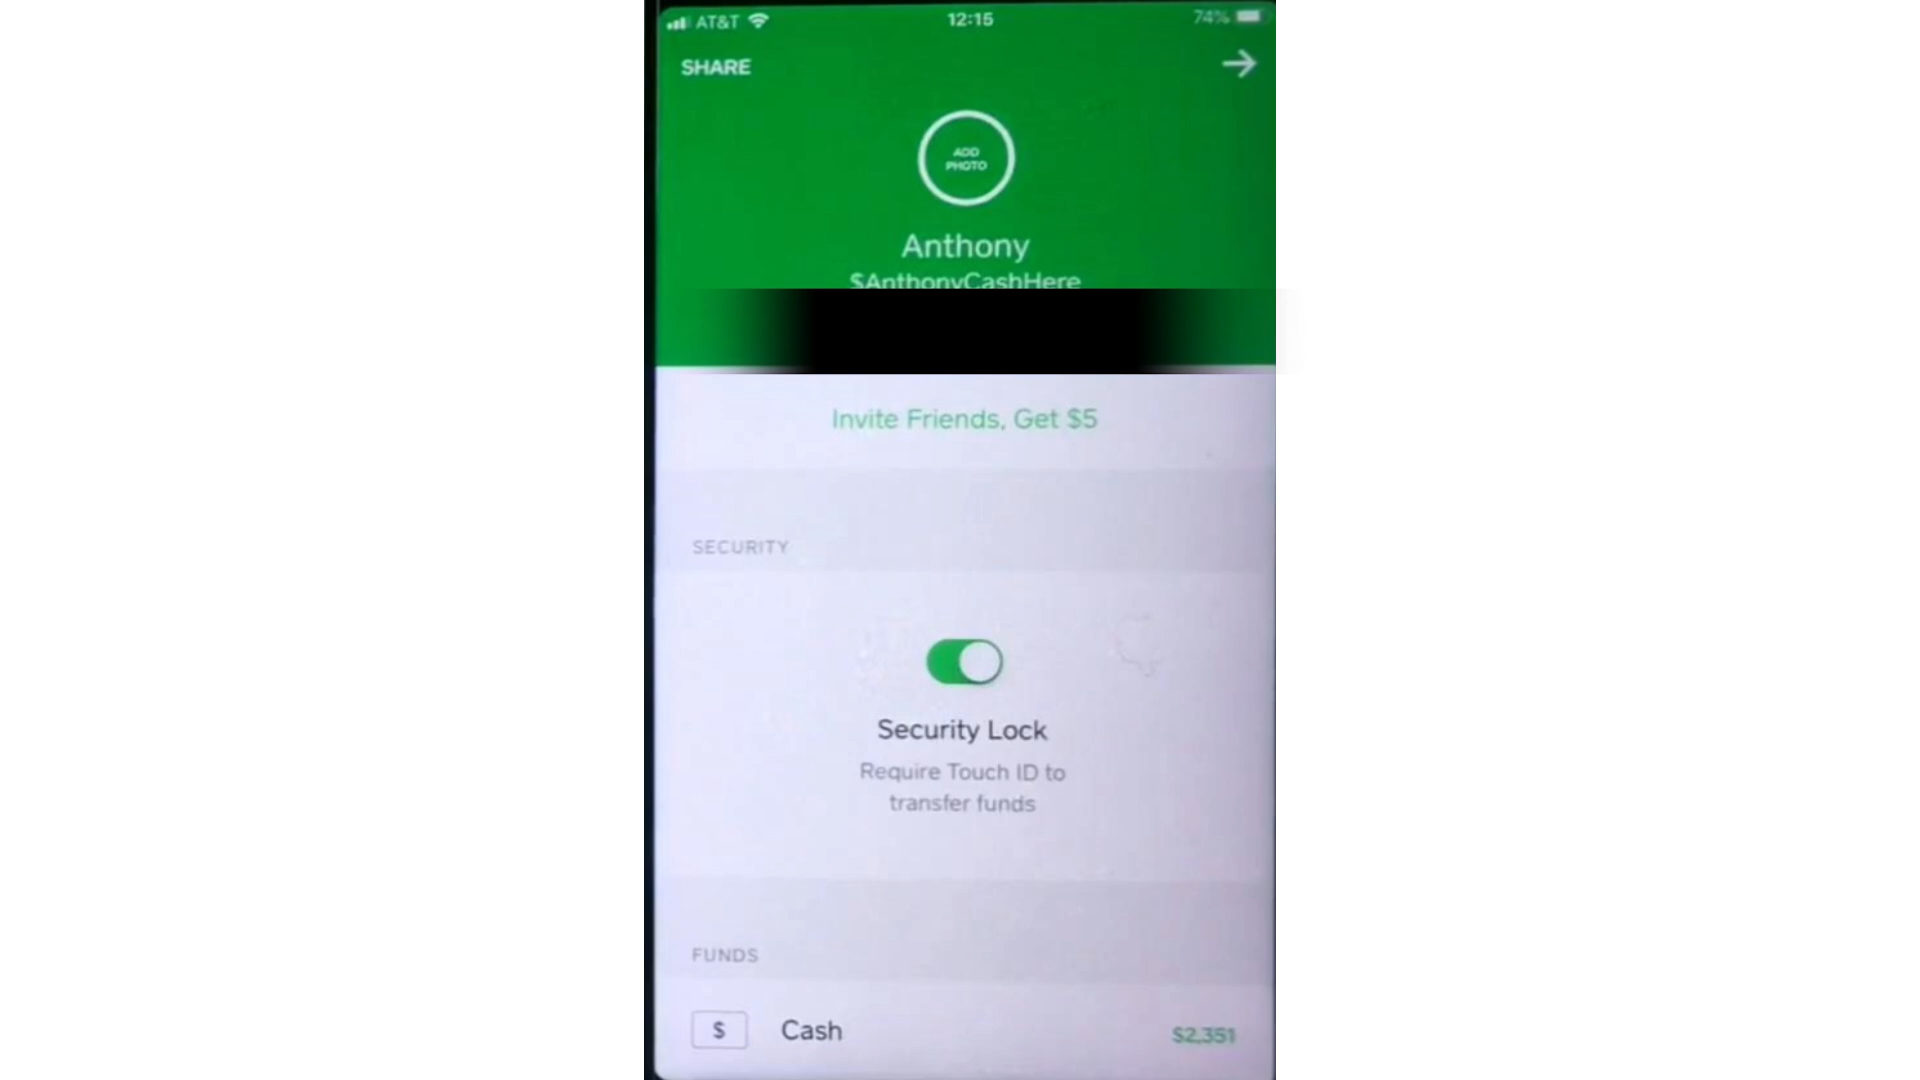 AT&T 12:15 74%
SHARE
ADD
PHOTO
Anthony
$AnthonyCashHere
Invite Friends, Get $5
SECURITY
Security Lock
Require Touch ID to
transfer funds
FUNDS
$ Cash $2,351